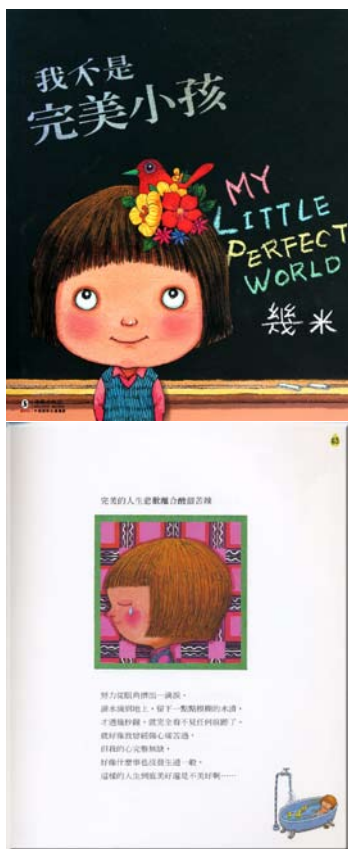 我不是
完美小孩
MY
LITTLE
PERFECT
WORLD
幾米
完美的人生悲歡離合酸甜苦辣
努力從眼角擠出一滴淚，
淚水滴到地上，留下一點點模糊的水漬，
才過幾秒鐘，就完全看不見任何痕跡了。
就好像我曾經傷心痛苦過，
但我的心完整無缺，
好像什麼事也沒發生過一般，
這樣的人生到底美好還是不美好啊……